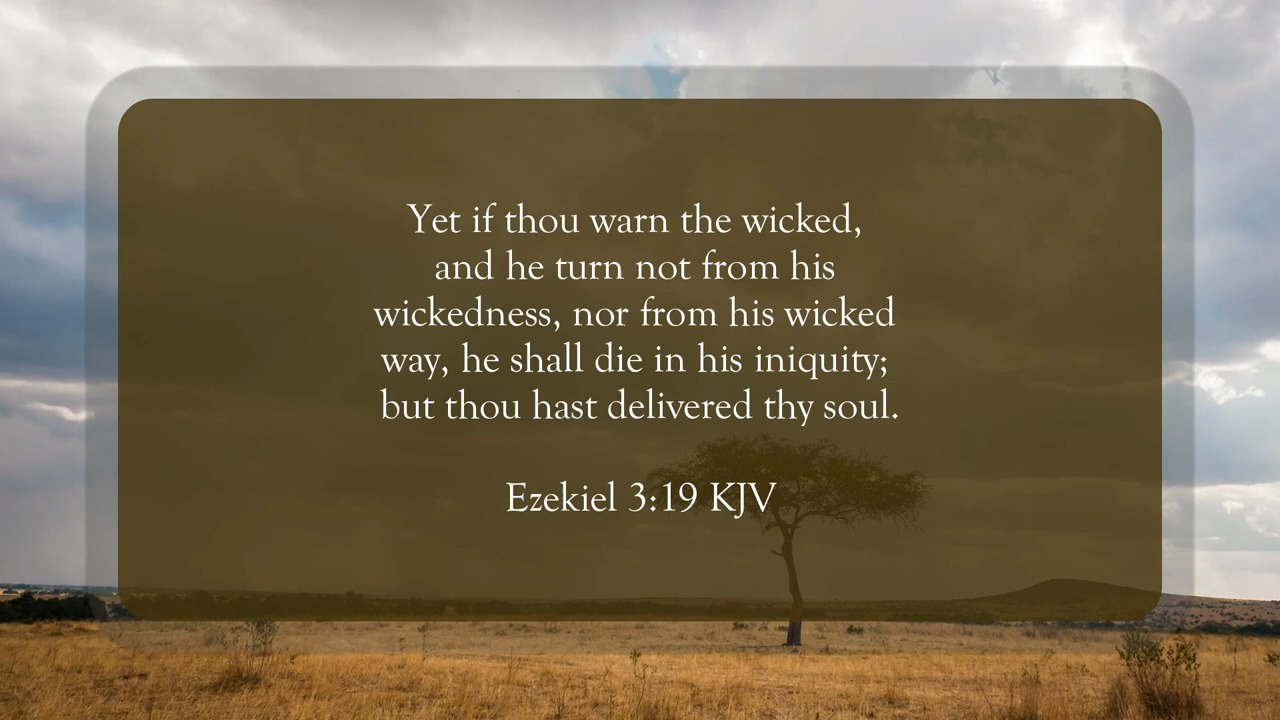 Yet if thou warn the wicked,
and he turn not from his
wickedness, nor from his wicked
way, he shall die in his iniquity;
but thou hast delivered thy soul.
Ezekiel 3:19 KJV